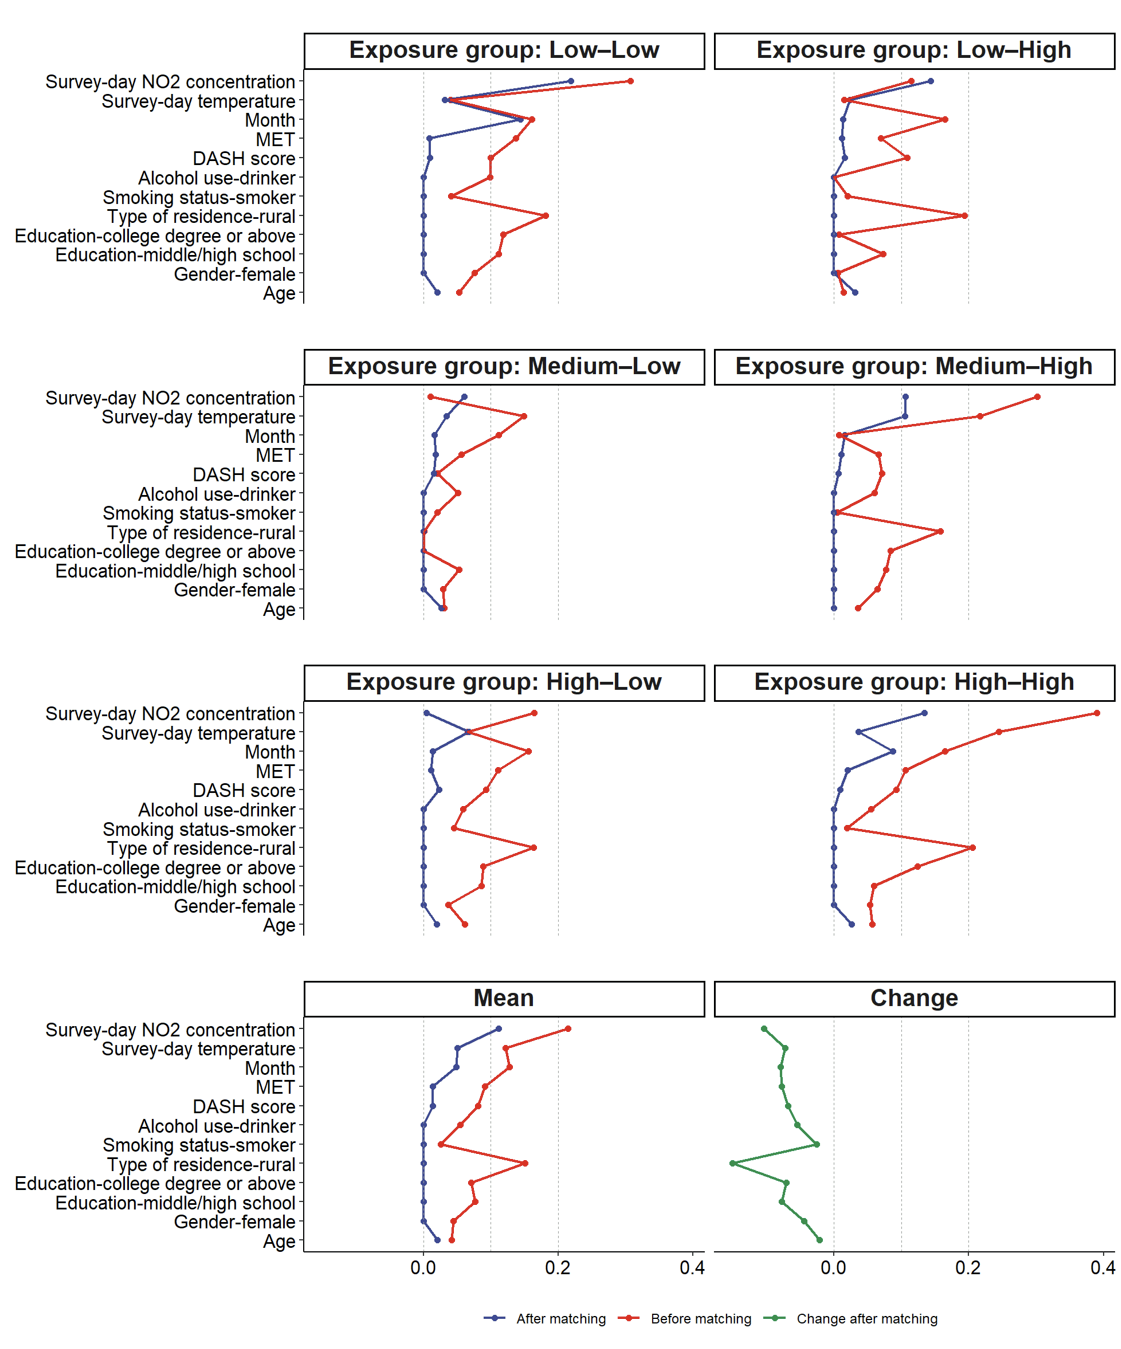 Exposure group: Low–Low
Exposure group: Low–High
Survey-day NO2 concentration
Survey-day temperature
Month
MET
DASH score
Alcohol use-drinker
Smoking status-smoker
Type of residence-rural
Education-college degree or above
Education-middle/high school
Gender-female
Age
Exposure group: Medium–Low
Exposure group: Medium–High
Survey-day NO2 concentration
Survey-day temperature
Month
MET
DASH score
Alcohol use-drinker
Smoking status-smoker
Type of residence-rural
Education-college degree or above
Education-middle/high school
Gender-female
Age
Exposure group: High–Low
Exposure group: High–High
Survey-day NO2 concentration
Survey-day temperature
Month
MET
DASH score
Alcohol use-drinker
Smoking status-smoker
Type of residence-rural
Education-college degree or above
Education-middle/high school
Gender-female
Age
Mean
Change
Survey-day NO2 concentration
Survey-day temperature
Month
MET
DASH score
Alcohol use-drinker
Smoking status-smoker
Type of residence-rural
Education-college degree or above
Education-middle/high school
Gender-female
Age
0.0 0.2 0.4
0.0 0.2 0.4
After matching Before matching Change after matching